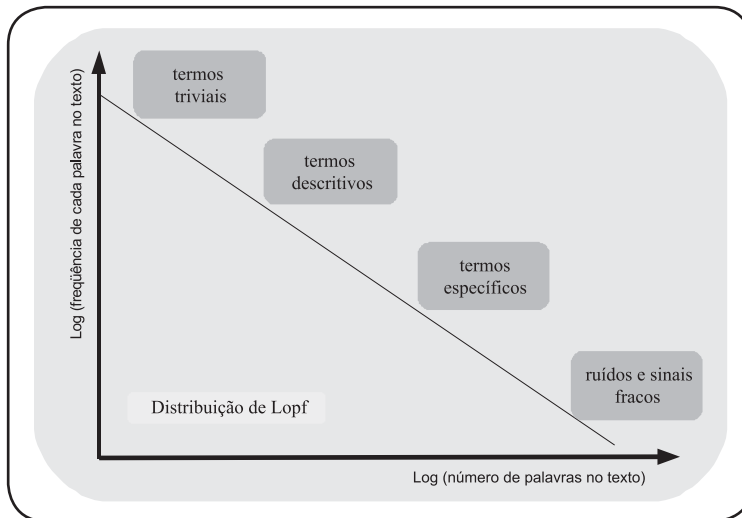 termos
triviais
termos
descritivos
termos
específicos
ruídos e sinais
fracos
Distribuição de Lopf
Log (freqüência de cada palavra no texto)
Log (número de palavras no texto)